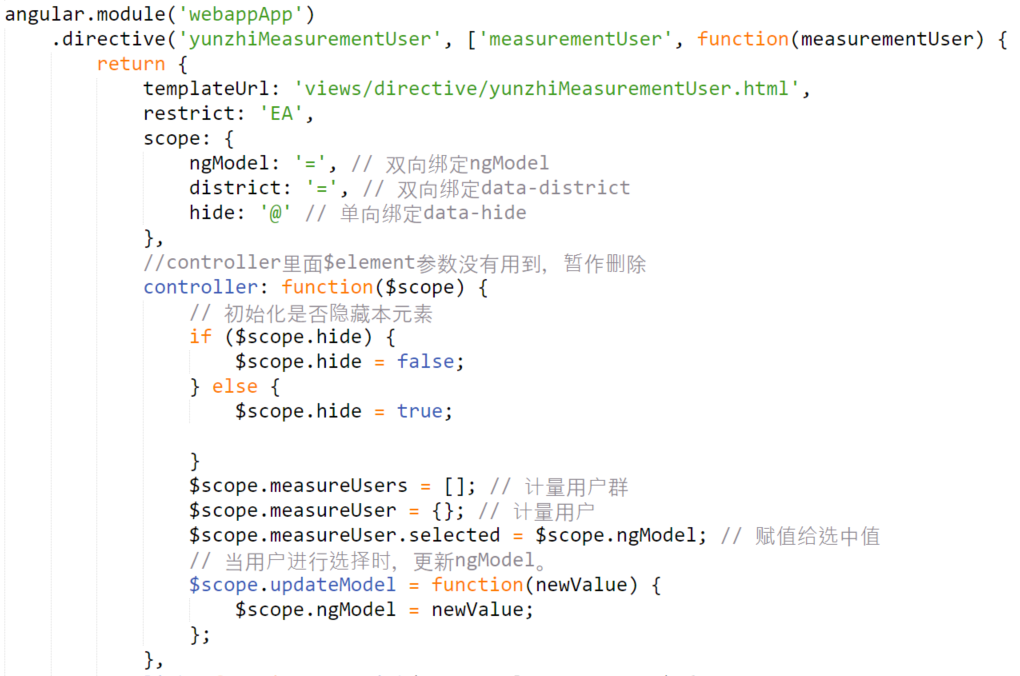 angular.module('webappApp')
    .directive('yunzhiMeasurementUser', ['measurementUser', function(measurementUser) {
        return {
            templateUrl: 'views/directive/yunzhiMeasurementUser.html',
            restrict: 'EA',
            scope: {
                ngModel: '=', // 双向绑定ngModel
                district: '=', // 双向绑定data-district
                hide: '@' // 单向绑定data-hide
            },
            //controller里面$element参数没有用到, 暂作删除
            controller: function($scope) {
                // 初始化是否隐藏本元素
                if ($scope.hide) {
                    $scope.hide = false;
                } else {
                    $scope.hide = true;

                }
                $scope.measureUsers = []; // 计量用户群
                $scope.measureUser = {}; // 计量用户
                $scope.measureUser.selected = $scope.ngModel; // 赋值给选中值
                // 当用户进行选择时, 更新ngModel。
                $scope.updateModel = function(newValue) {
                    $scope.ngModel = newValue;
                };
            },